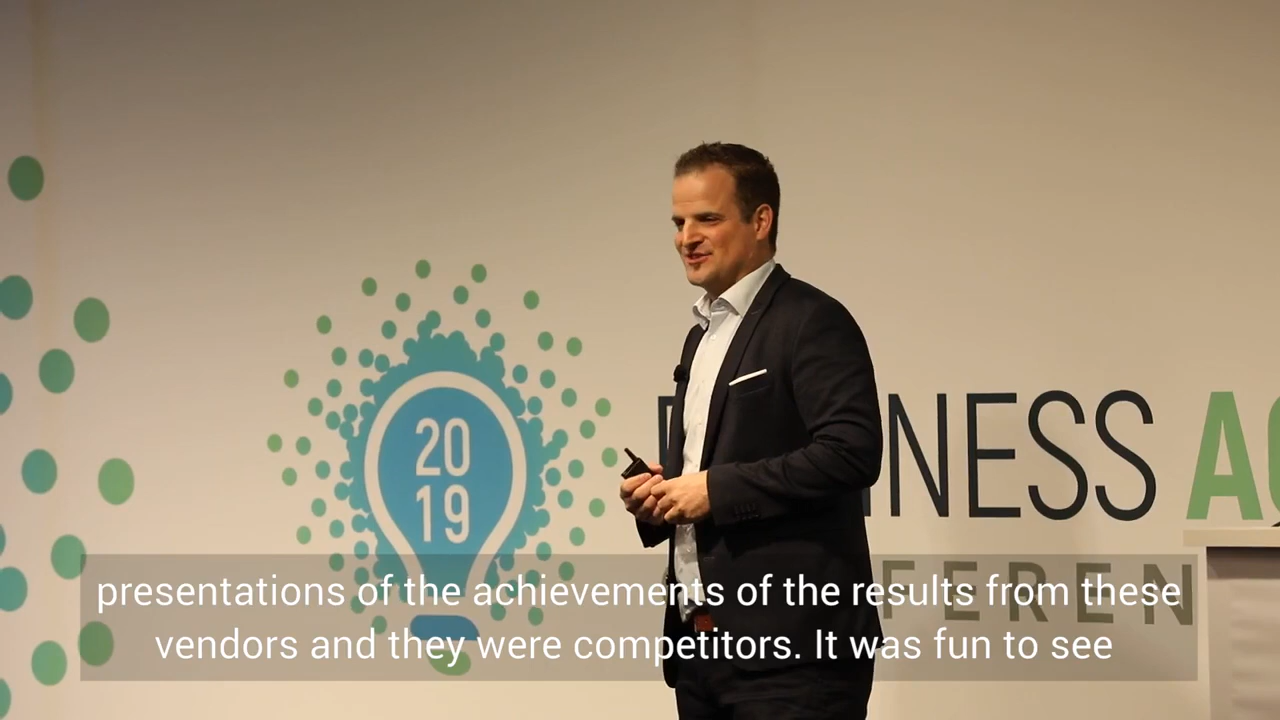 20
19
NESS
presentations of the achievements of the results from these
vendors and they were competitors. It was fun to see